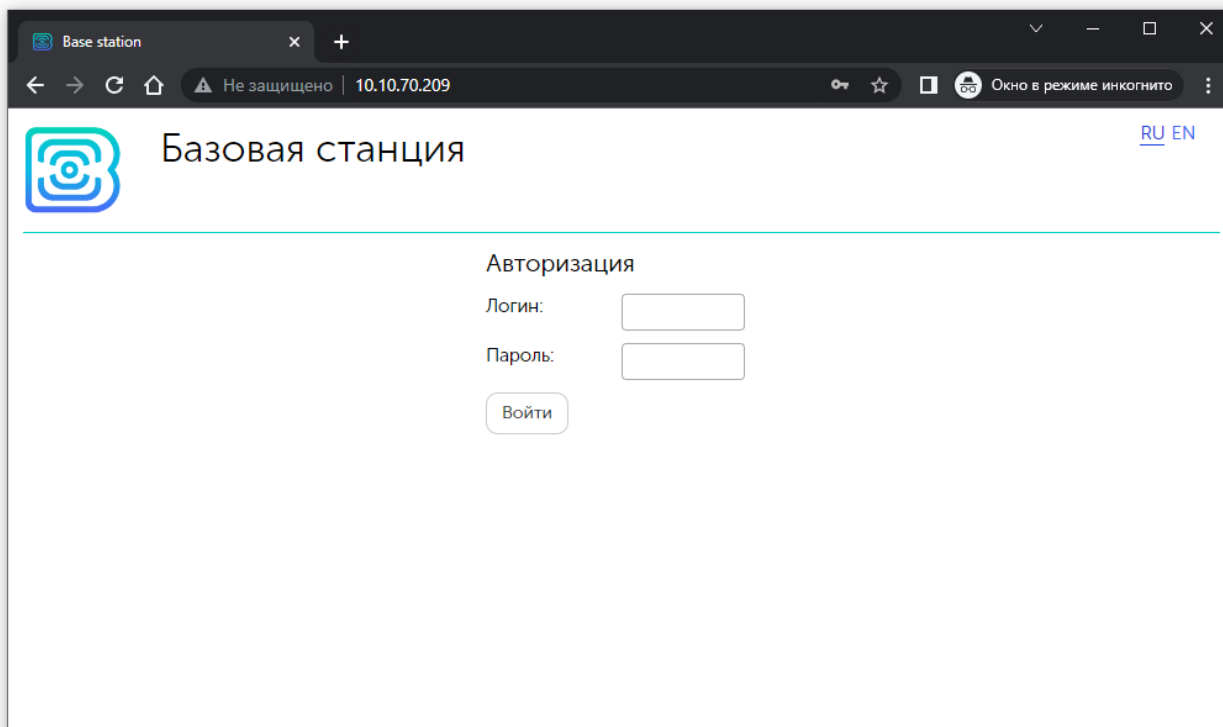 Base station
Не защищено 10.10.70.209 Окно в режиме инкогнито
Базовая станция
RU EN
Авторизация
Логин:
Пароль:
Войти